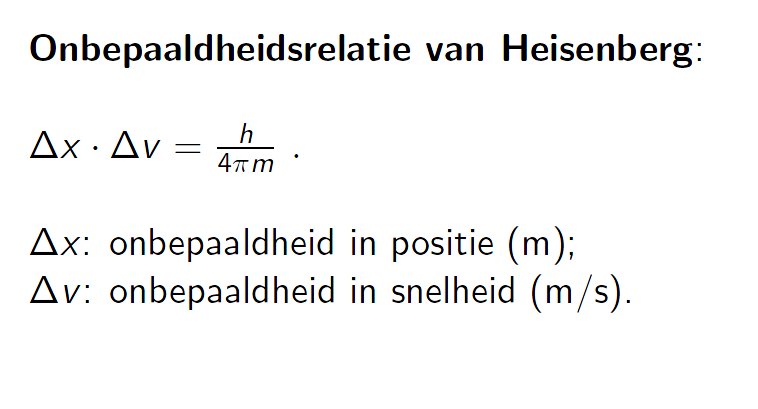 Onbepaaldheidsrelatie van Heisenberg:
Δx · Δv = h/4πm .
Δx: onbepaaldheid in positie (m);
Δv: onbepaaldheid in snelheid (m/s).